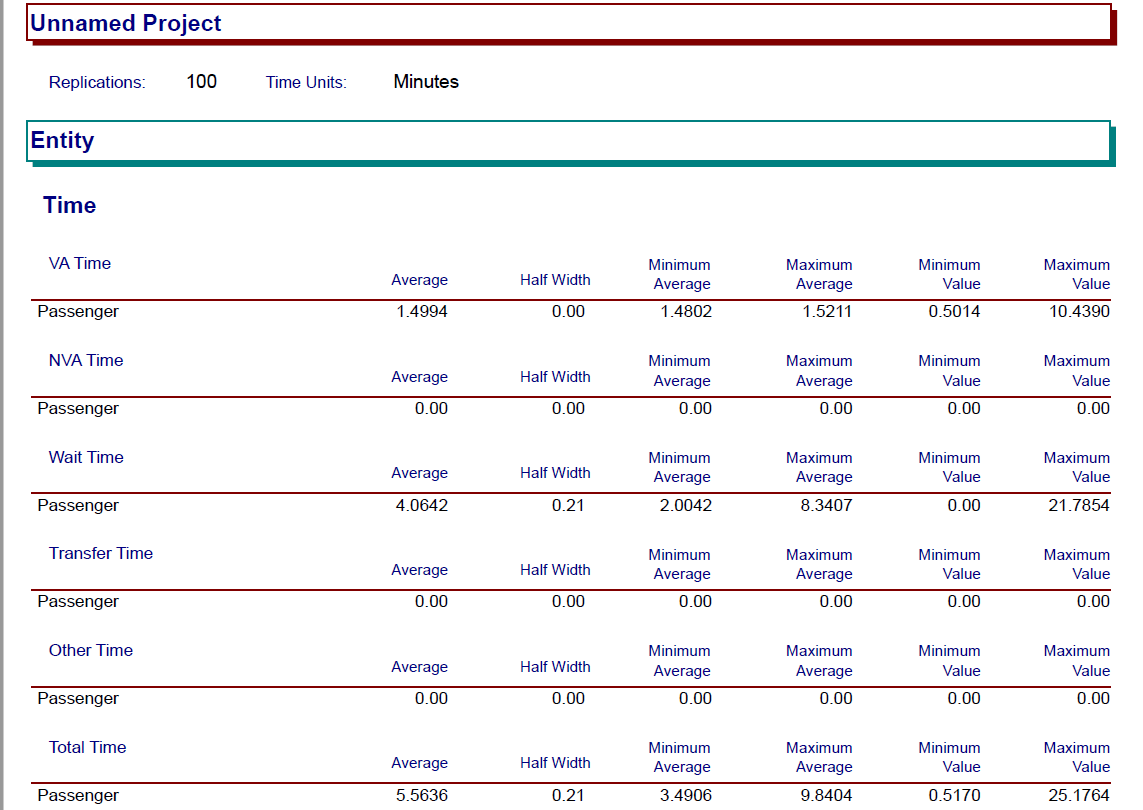 Unnamed Project
Replications: 100 Time Units: Minutes
Entity
Time
VA Time Average Half Width Minimum Average Maximum Average Minimum Value Maximum Value
Passenger 1.4994 0.00 1.4802 1.5211 0.5014 10.4390
NVA Time Average Half Width Minimum Average Maximum Average Minimum Value Maximum Value
Passenger 0.00 0.00 0.00 0.00 0.00 0.00
Wait Time Average Half Width Minimum Average Maximum Average Minimum Value Maximum Value
Passenger 4.0642 0.21 2.0042 8.3407 0.00 21.7854
Transfer Time Average Half Width Minimum Average Maximum Average Minimum Value Maximum Value
Passenger 0.00 0.00 0.00 0.00 0.00 0.00
Other Time Average Half Width Minimum Average Maximum Average Minimum Value Maximum Value
Passenger 0.00 0.00 0.00 0.00 0.00 0.00
Total Time Average Half Width Minimum Average Maximum Average Minimum Value Maximum Value
Passenger 5.5636 0.21 3.4906 9.8404 0.5170 25.1764